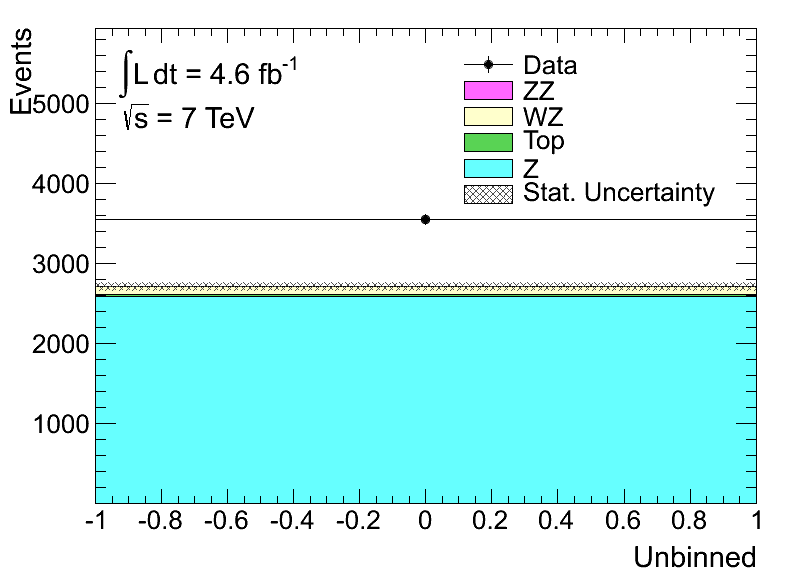 Events
∫L dt = 4.6 fb⁻¹
√s = 7 TeV
Data
ZZ
WZ
Top
Z
Stat. Uncertainty
5000
4000
3000
2000
1000
-1 -0.8 -0.6 -0.4 -0.2 0 0.2 0.4 0.6 0.8 1
Unbinned